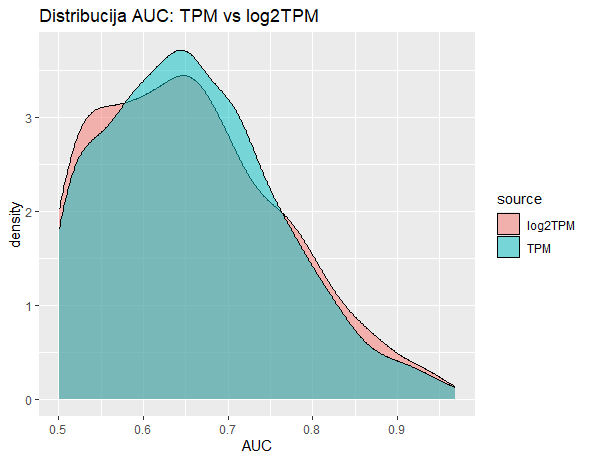 Distribucija AUC: TPM vs log2TPM
3
2
1
0
density
0.5 0.6 0.7 0.8 0.9
AUC
source
log2TPM
TPM